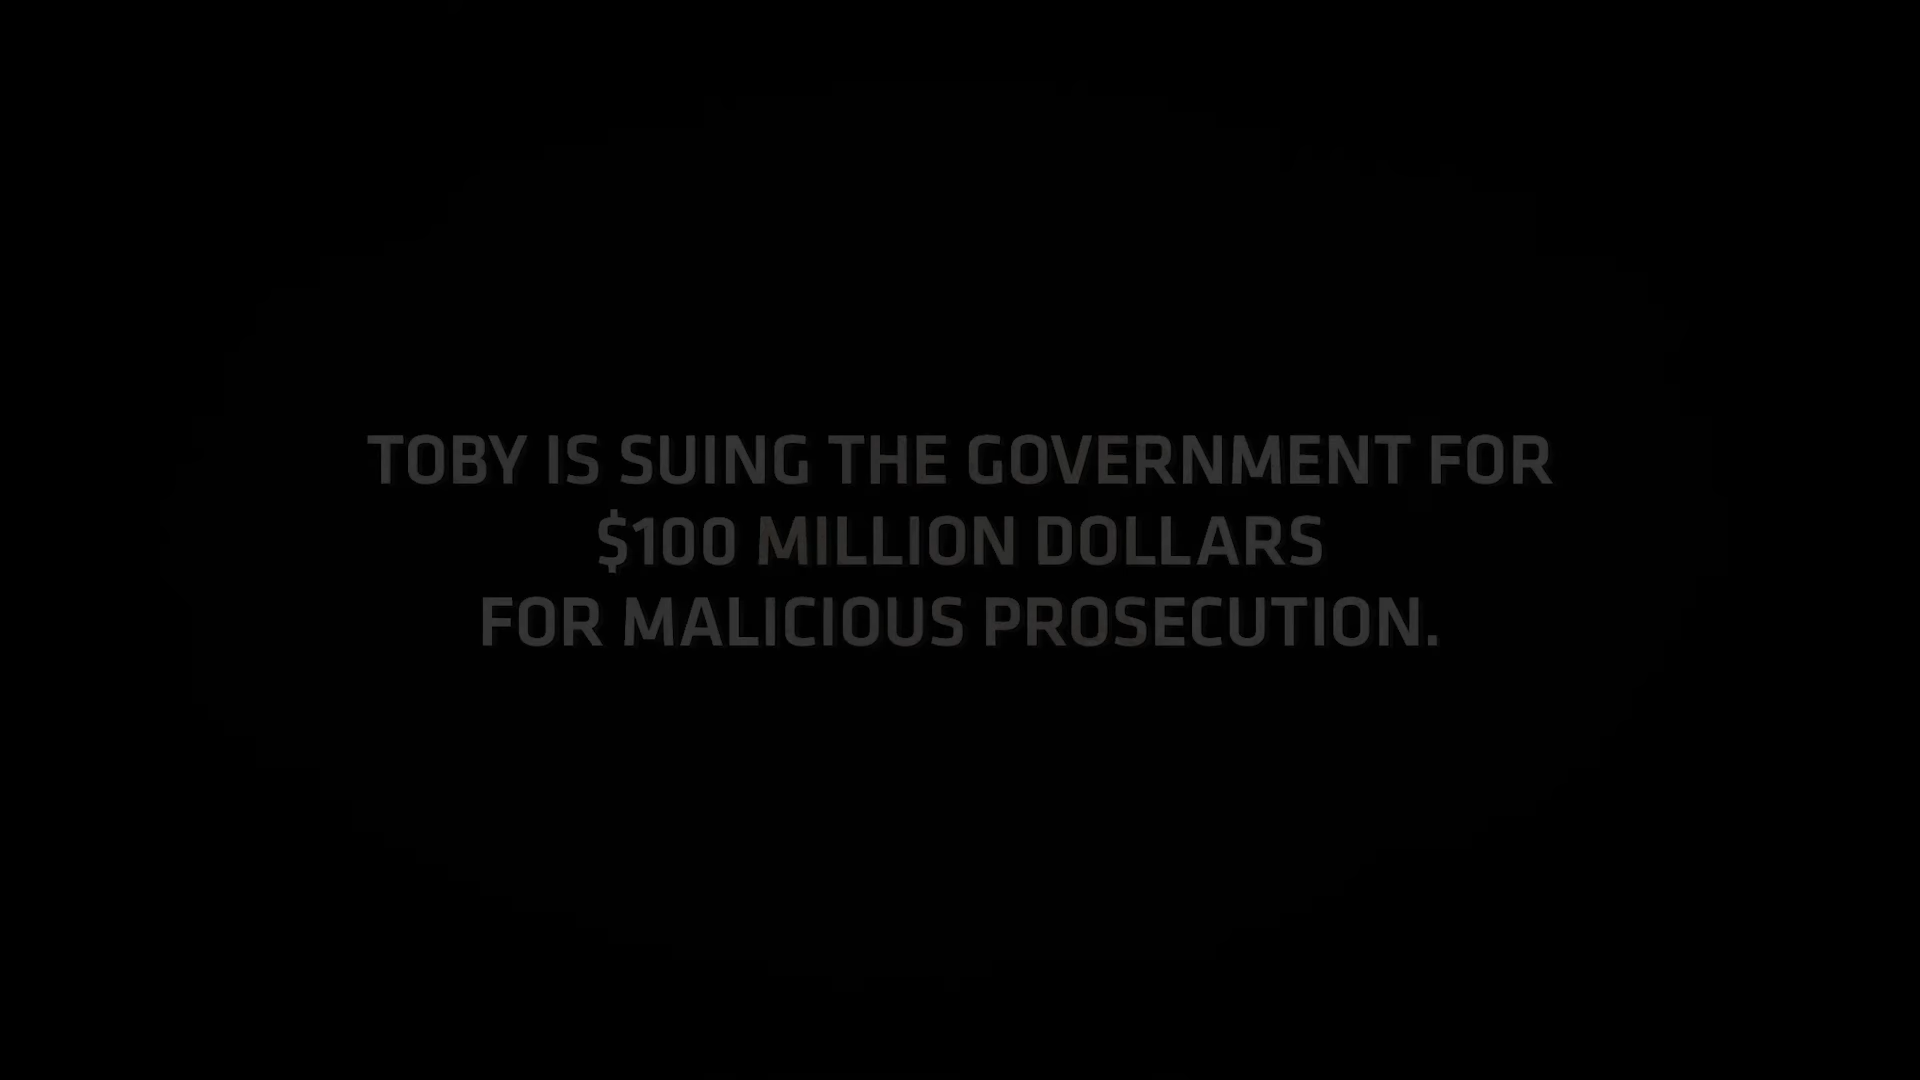 TOBY IS SUING THE GOVERNMENT FOR
$100 MILLION DOLLARS
FOR MALICIOUS PROSECUTION.